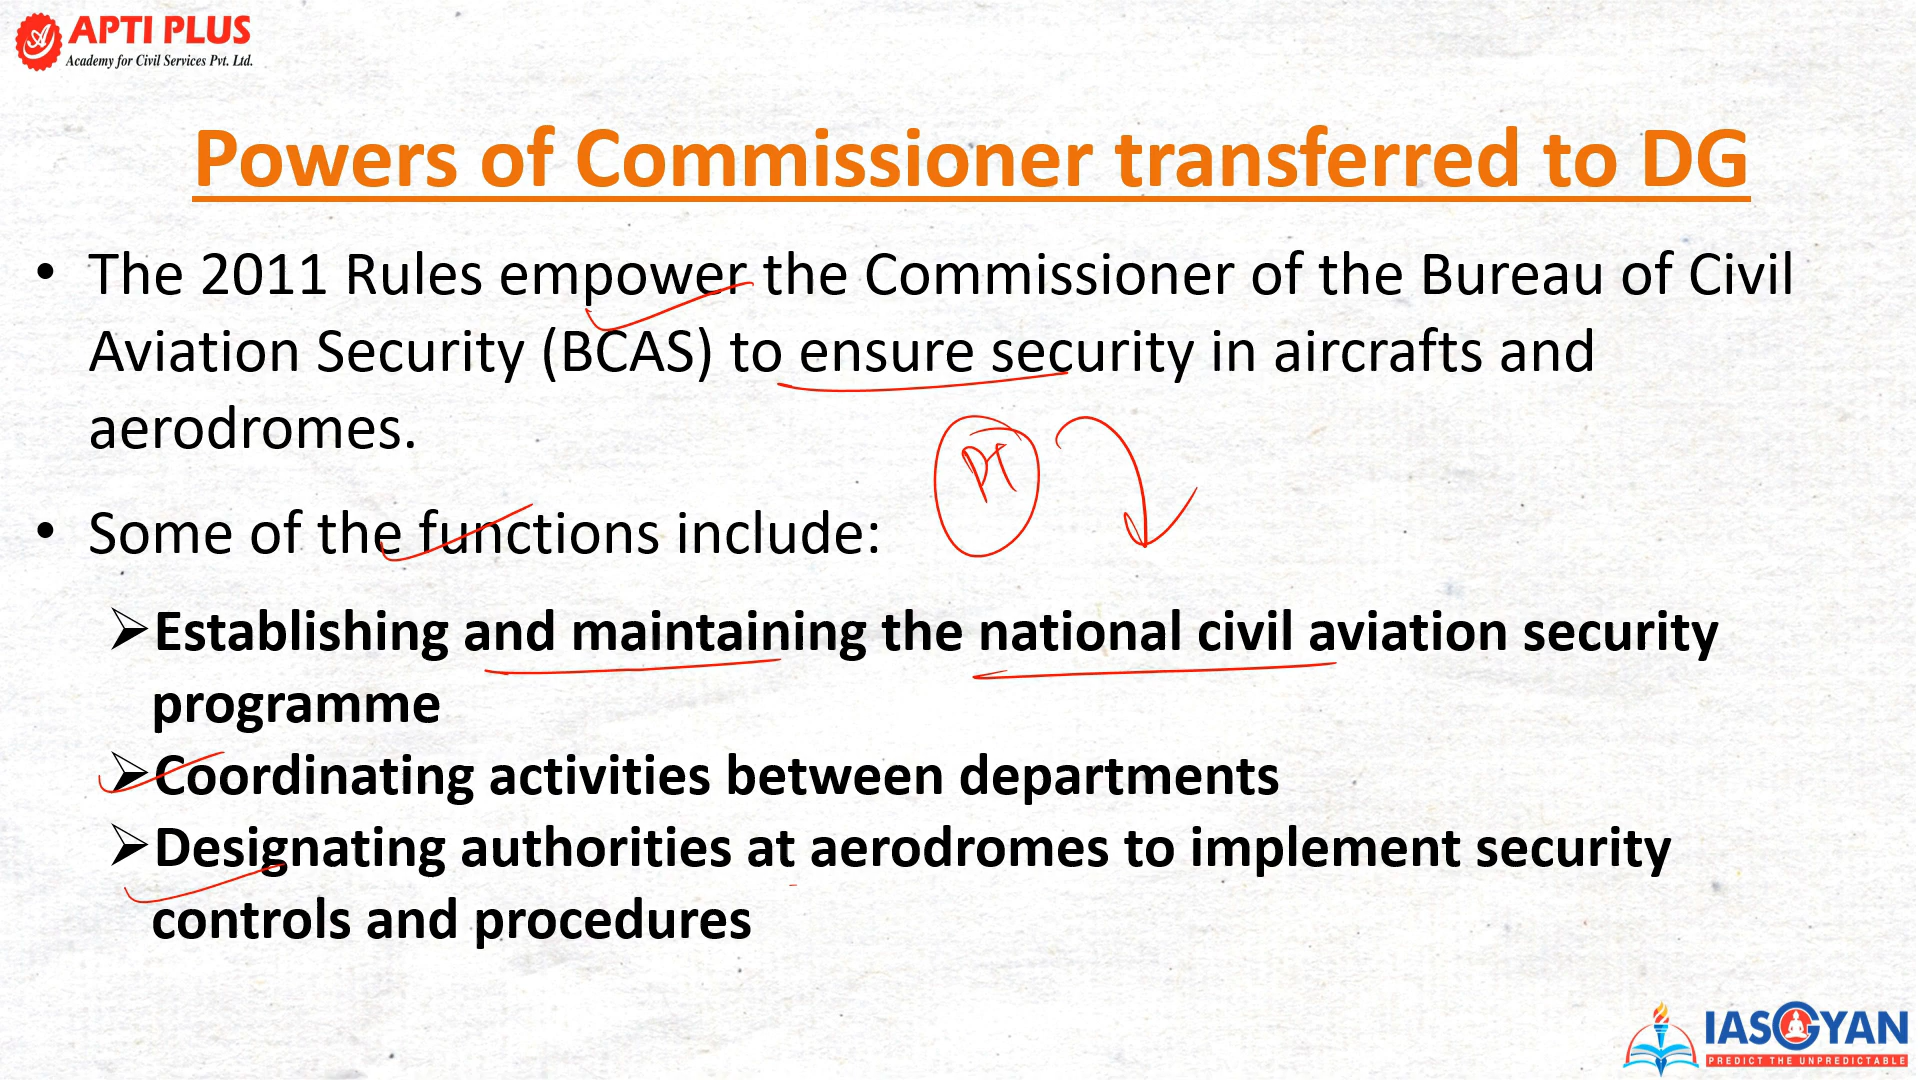 APTI PLUS
Academy for Civil Services Pvt. Ltd.
Powers of Commissioner transferred to DG
• The 2011 Rules empower the Commissioner of the Bureau of Civil
Aviation Security (BCAS) to ensure security in aircrafts and
aerodromes.
PT
• Some of the functions include:
➢Establishing and maintaining the national civil aviation security
programme
➢Coordinating activities between departments
➢Designating authorities at aerodromes to implement security
controls and procedures
IASGYAN
PREDICT THE UNPREDICTABLE